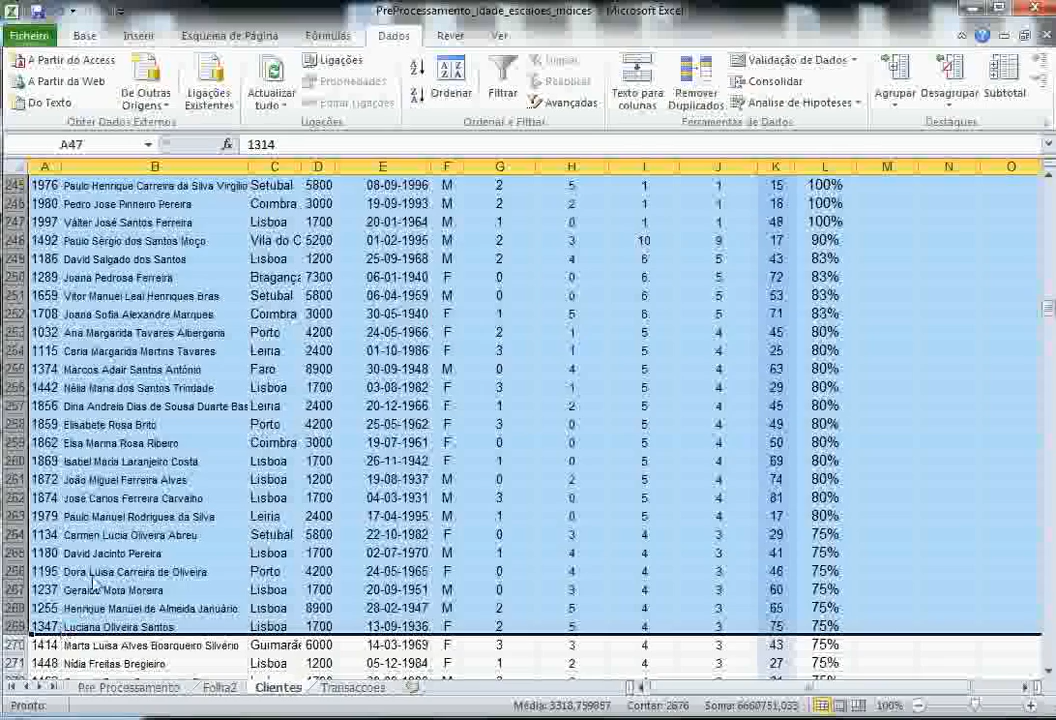 PreProcessamento_idade_escaloes_indices - Microsoft Excel
Ficheiro Base Inserir Esquema de Página Fórmulas Dados Rever Ver
A Partir do Access
A Partir da Web
Do Texto
De Outras Origens
Ligações Existentes
Obter Dados Externos
Actualizar tudo
Ligações
Propriedades
Editar Ligações
Ligações
Ordenar
Filtrar
Limpar
Reaplicar
Avançadas
Ordenar e Filtrar
Texto para colunas
Remover Duplicados
Validação de Dados
Consolidar
Análise de Hipóteses
Ferramentas de Dados
Agrupar Desagrupar Subtotal
Destaques
A47 fx 1314
A B C D E F G H I J K L M N O
245 1976 Paulo Henrique Carreira da Silva Virgílio Setubal 5800 08-09-1996 M 2 5 1 1 15 100%
246 1980 Pedro Jose Pinheiro Pereira Coimbra 3000 19-09-1993 M 2 2 1 1 18 100%
247 1997 Válter José Santos Ferreira Lisboa 1700 20-01-1964 M 1 0 1 1 48 100%
248 1492 Paulo Sérgio dos Santos Moço Vila do C 5200 01-02-1995 M 2 3 10 9 17 90%
249 1186 David Salgado dos Santos Lisboa 1200 25-09-1968 M 2 4 6 5 43 83%
250 1289 Joana Pedrosa Ferreira Bragança 7300 06-01-1940 F 0 0 6 5 72 83%
251 1659 Vitor Manuel Leal Henriques Bras Setubal 5800 06-04-1959 M 0 0 6 5 53 83%
252 1708 Joana Sofia Alexandre Marques Coimbra 3000 30-05-1940 F 1 5 6 5 71 83%
253 1032 Ana Margarida Tavares Albergaria Porto 4200 24-05-1966 F 2 1 5 4 45 80%
254 1115 Carla Margarida Martins Tavares Leiria 2400 01-10-1986 F 3 1 5 4 25 80%
255 1374 Marcos Adair Santos António Faro 8900 30-09-1948 M 0 4 5 4 63 80%
256 1442 Nélia Maria dos Santos Trindade Lisboa 1700 03-08-1982 F 3 1 5 4 29 80%
257 1856 Dina Andreia Dias de Sousa Duarte Bas Leiria 2400 20-12-1966 F 1 2 5 4 45 80%
258 1859 Elisabete Rosa Brito Porto 4200 25-05-1962 F 3 0 5 4 49 80%
259 1862 Elsa Marina Rosa Ribeiro Coimbra 3000 19-07-1961 F 0 0 5 4 50 80%
260 1869 Isabel Maria Laranjeiro Costa Lisboa 1700 26-11-1942 F 1 0 5 4 69 80%
261 1872 João Miguel Ferreira Alves Lisboa 1200 19-08-1937 M 0 2 5 4 74 80%
262 1874 José Carlos Ferreira Carvalho Lisboa 1700 04-03-1931 M 3 0 5 4 81 80%
263 1979 Paulo Manuel Rodrigues da Silva Leiria 2400 17-04-1995 M 1 0 5 4 17 80%
264 1134 Carmen Lucia Oliveira Abreu Setubal 5800 22-10-1982 F 0 3 4 3 29 75%
265 1180 David Jacinto Pereira Lisboa 1700 02-07-1970 M 1 4 4 3 41 75%
266 1195 Dora Luisa Carreira de Oliveira Porto 4200 24-05-1965 F 0 4 4 3 46 75%
267 1237 Geraldo Mota Moreira Lisboa 1700 20-09-1951 M 0 3 4 3 60 75%
268 1255 Henrique Manuel de Almeida Januário Lisboa 8900 28-02-1947 M 2 5 4 3 65 75%
269 1347 Luciana Oliveira Santos Lisboa 1700 13-09-1936 F 2 5 4 3 75 75%
270 1414 Marta Luisa Alves Boarqueiro Silvério Guimarãe 6000 14-03-1969 F 3 3 4 3 43 75%
271 1448 Nídia Freitas Bregieiro Lisboa 1200 05-12-1984 F 1 2 4 3 27 75%
Pre Processamento Folha2 Clientes Transaccoes
Pronto Média: 3318,759857 Contar: 2676 Soma: 6660751,033 100%